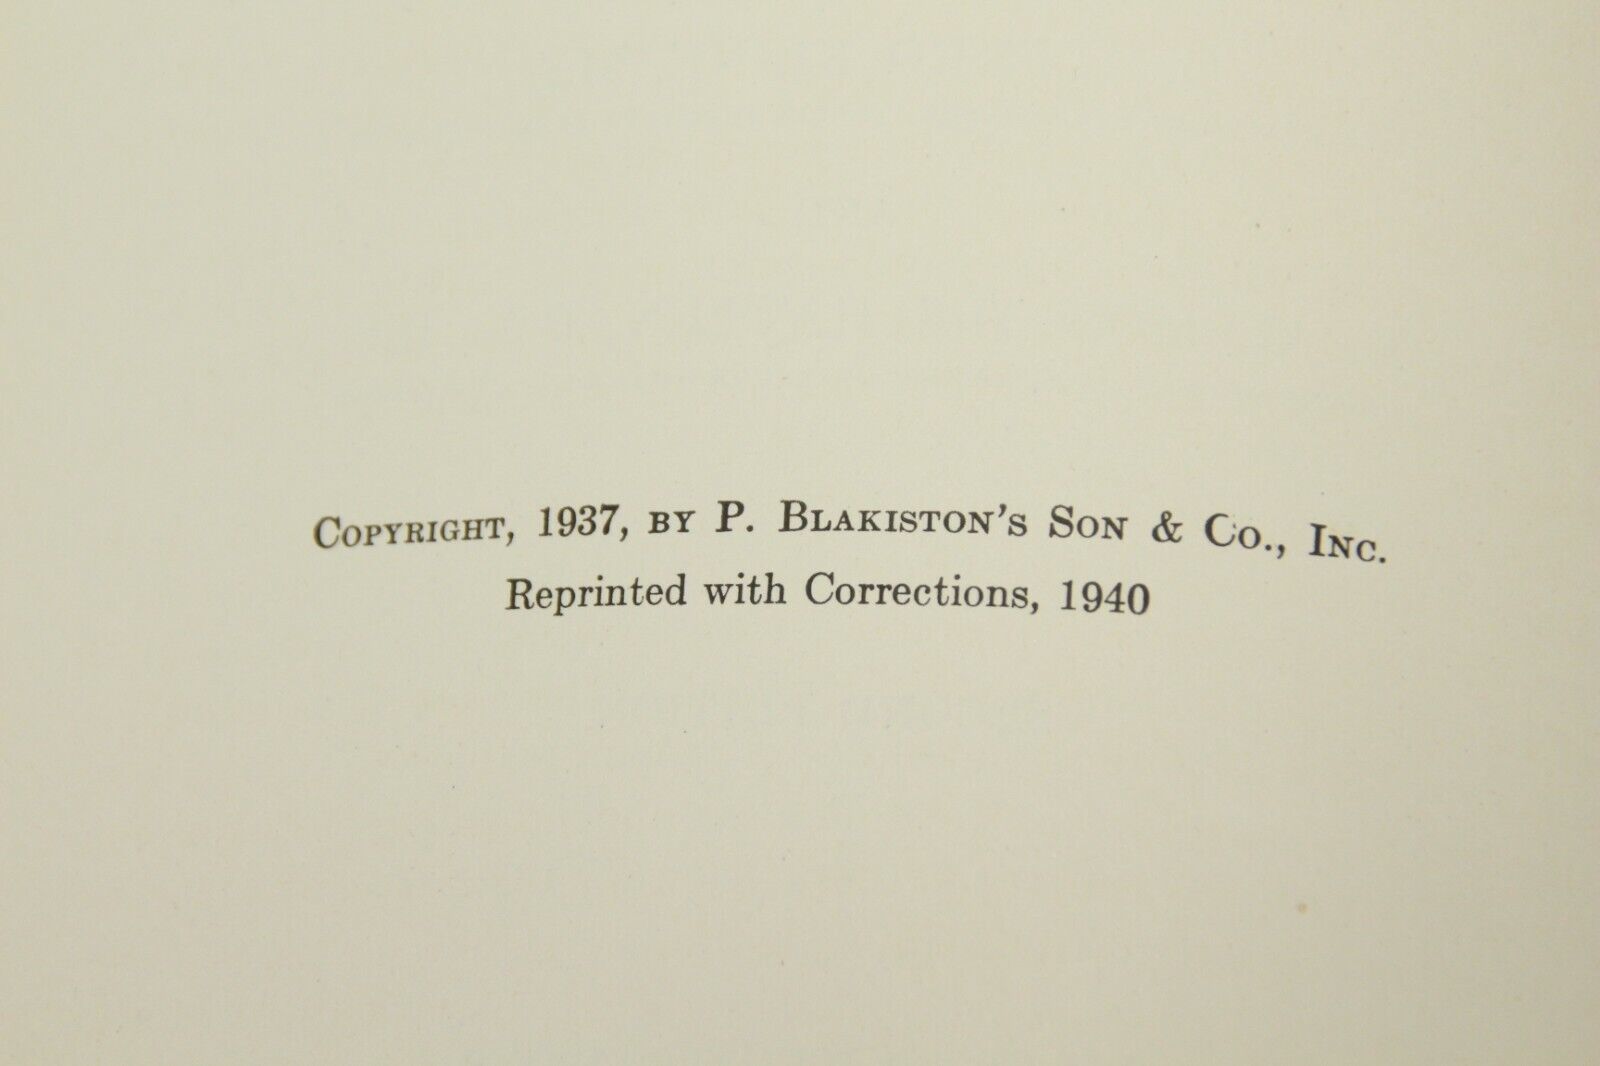 Copyright, 1937, by P. Blakiston's Son & Co., Inc.
Reprinted with Corrections, 1940